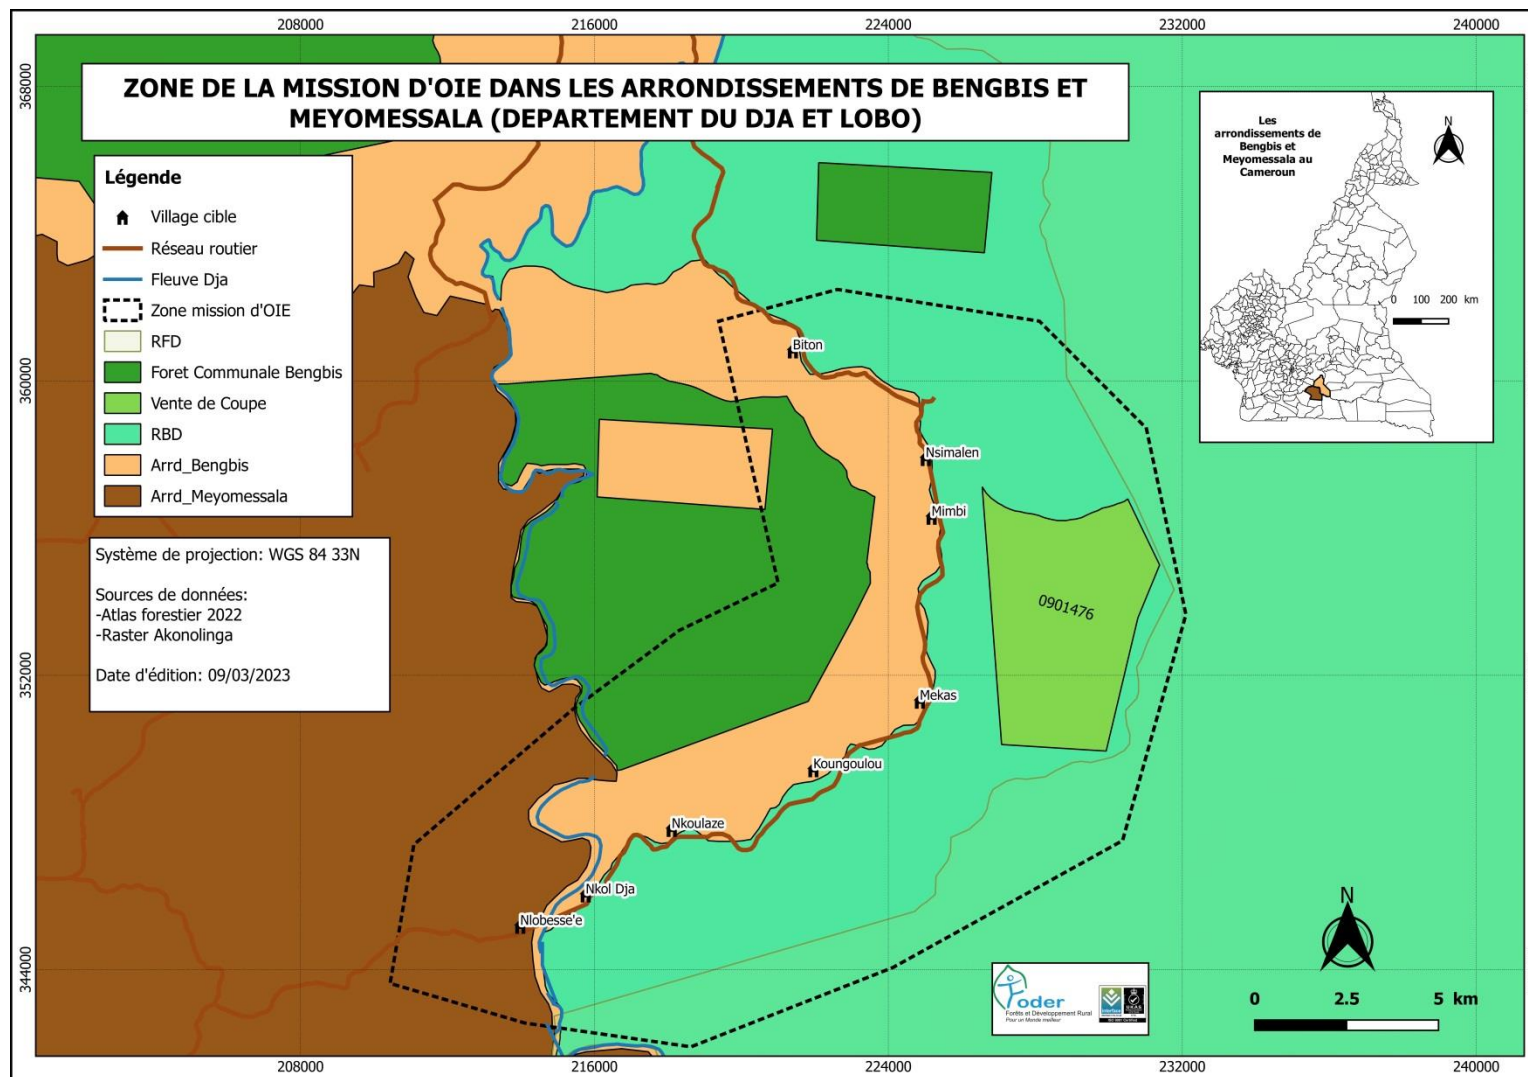 208000
216000
224000
232000
240000
ZONE DE LA MISSION D'OIE DANS LES ARRONDISSEMENTS DE BENGBIS ET
MEYOMESSALA (DEPARTEMENT DU DJA ET LOBO)
368000
360000
352000
344000
Légende
Village cible
Réseau routier
Fleuve Dja
Zone mission d'OIE
RFD
Foret Communale Bengbis
Vente de Coupe
RBD
Arrd_Bengbis
Arrd_Meyomessala
Système de projection: WGS 84 33N
Sources de données:
-Atlas forestier 2022
-Raster Akonolinga
Date d'édition: 09/03/2023
Les
arrondissements de
Bengbis et
Meyomessala au
Cameroun
N
0 100 200 km
Biton
Nsimalen
Mimbi
0901476
Mekas
Koungoulou
Nkoulaze
Nkol Dja
Nlobesse'e
N
0 2.5 5 km
Foder
Forêts et Développement Rural
Pour un Monde meilleur
208000
216000
224000
232000
240000